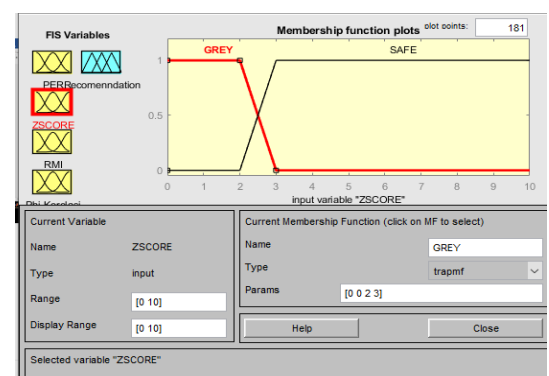 FIS Variables
Membership function plots
plot points:
181
GREY
SAFE
PERRecomenndation
ZSCORE
RMI
1
0.5
0
0 1 2 3 4 5 6 7 8 9 10
input variable "ZSCORE"
Current Variable
Name ZSCORE
Type input
Range [0 10]
Display Range [0 10]
Current Membership Function (click on MF to select)
Name GREY
Type trapmf
Params [0 0 2 3]
Help
Close
Selected variable "ZSCORE"